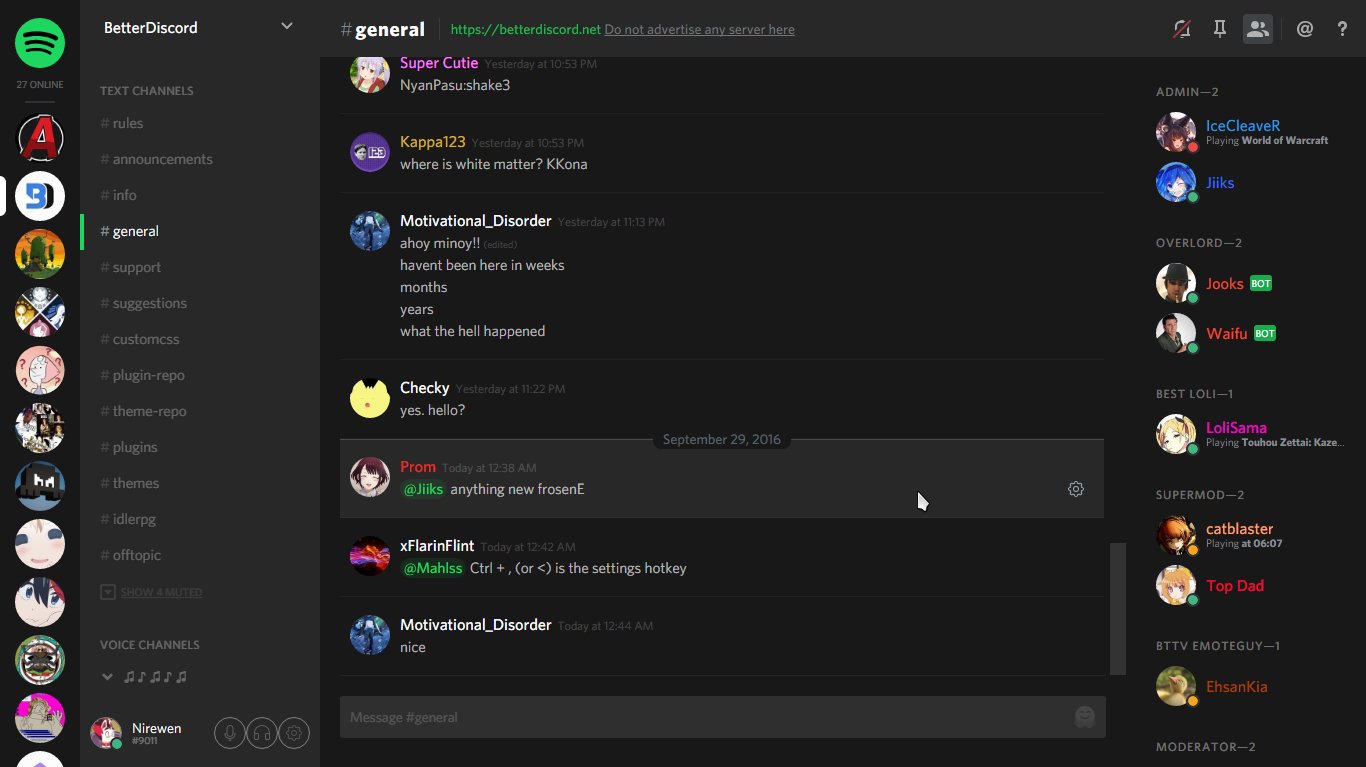 27 ONLINE
BetterDiscord
TEXT CHANNELS
# rules
# announcements
# info
# general
# support
# suggestions
# customcss
# plugin-repo
# theme-repo
# plugins
# themes
# idlerpg
# offtopic
SHOW 4 MUTED
VOICE CHANNELS
♫♪♫♪♫
Nirewen
#9011
#general
https://betterdiscord.net Do not advertise any server here
Super Cutie Yesterday at 10:53 PM
NyanPasu:shake3
Kappa123 Yesterday at 10:53 PM
123
where is white matter? KKona
Motivational_Disorder Yesterday at 11:13 PM
ahoy minoy!! (edited)
havent been here in weeks
months
years
what the hell happened
Checky Yesterday at 11:22 PM
yes. hello?
September 29, 2016
Prom Today at 12:38 AM
@Jiiks anything new frosenE
xFlarinFlint Today at 12:42 AM
@Mahlss Ctrl + , (or <) is the settings hotkey
Motivational_Disorder Today at 12:44 AM
nice
Message #general
@ ?
ADMIN—2
IceCleaveR
Playing World of Warcraft
Jiiks
OVERLORD—2
Jooks BOT
Waifu BOT
BEST LOLI—1
LoliSama
Playing Touhou Zettai: Kaze...
SUPERMOD—2
catblaster
Playing at 06:07
Top Dad
BTTV EMOTEGUY—1
EhsanKia
MODERATOR—2